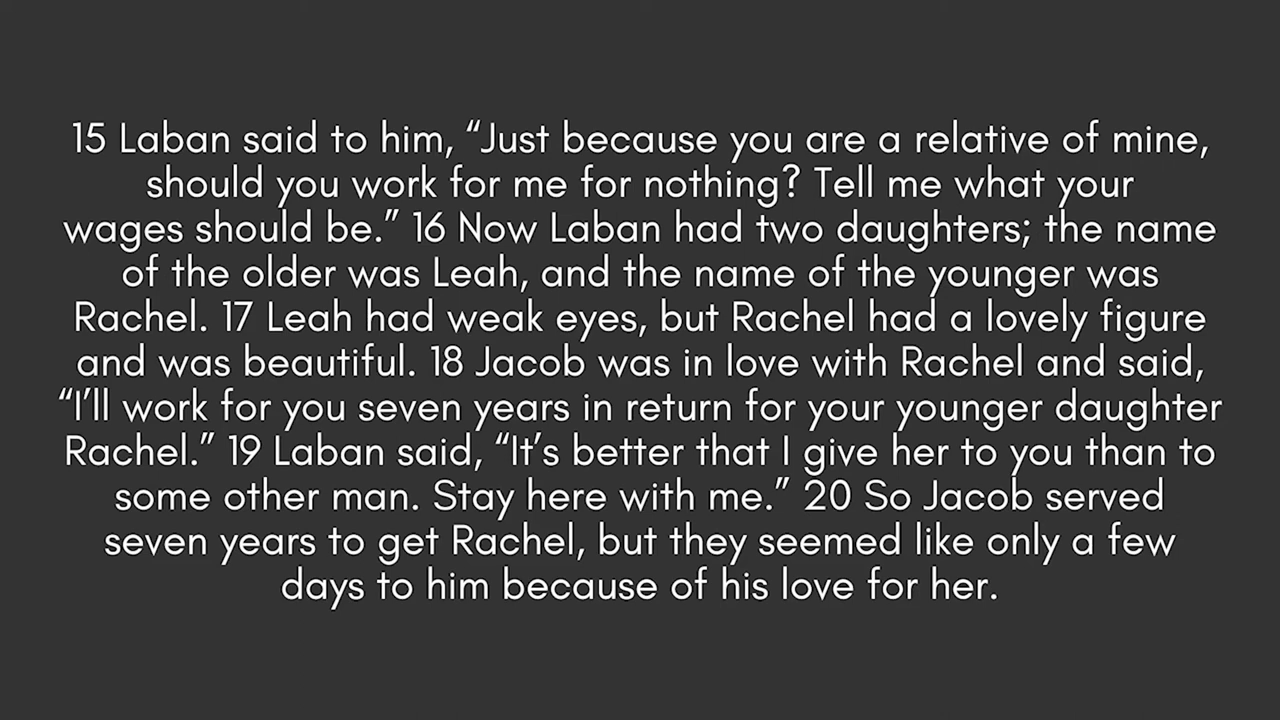 15 Laban said to him, “Just because you are a relative of mine,
should you work for me for nothing? Tell me what your
wages should be.” 16 Now Laban had two daughters; the name
of the older was Leah, and the name of the younger was
Rachel. 17 Leah had weak eyes, but Rachel had a lovely figure
and was beautiful. 18 Jacob was in love with Rachel and said,
“I’ll work for you seven years in return for your younger daughter
Rachel.” 19 Laban said, “It’s better that I give her to you than to
some other man. Stay here with me.” 20 So Jacob served
seven years to get Rachel, but they seemed like only a few
days to him because of his love for her.